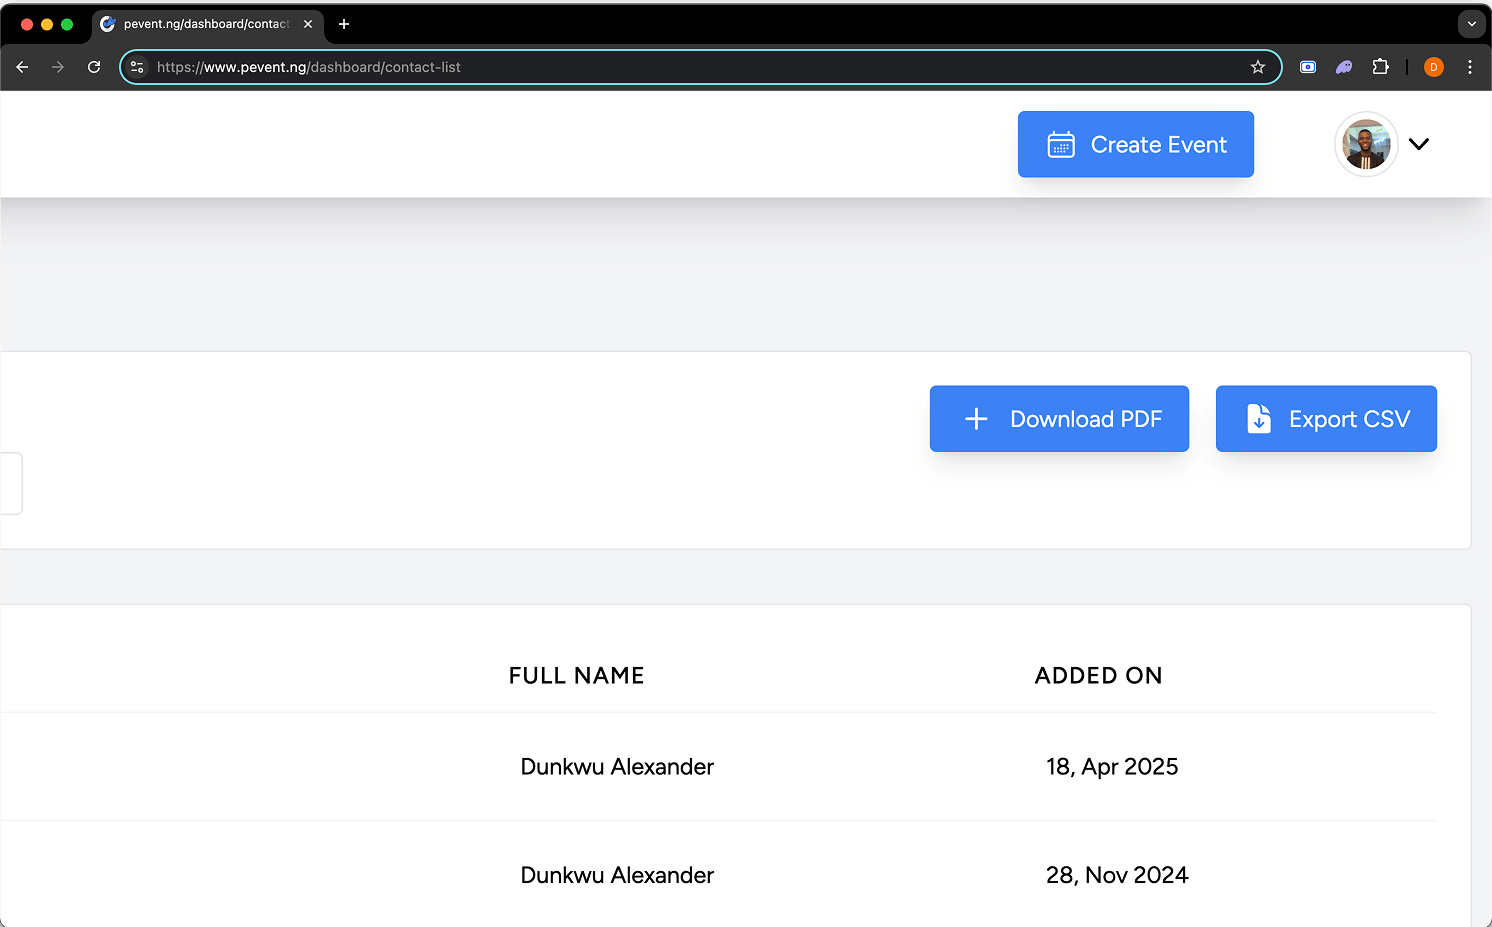 pevent.ng/dashboard/contact
https://www.pevent.ng/dashboard/contact-list
D
Create Event
Download PDF
Export CSV
FULL NAME ADDED ON
Dunkwu Alexander 18, Apr 2025
Dunkwu Alexander 28, Nov 2024